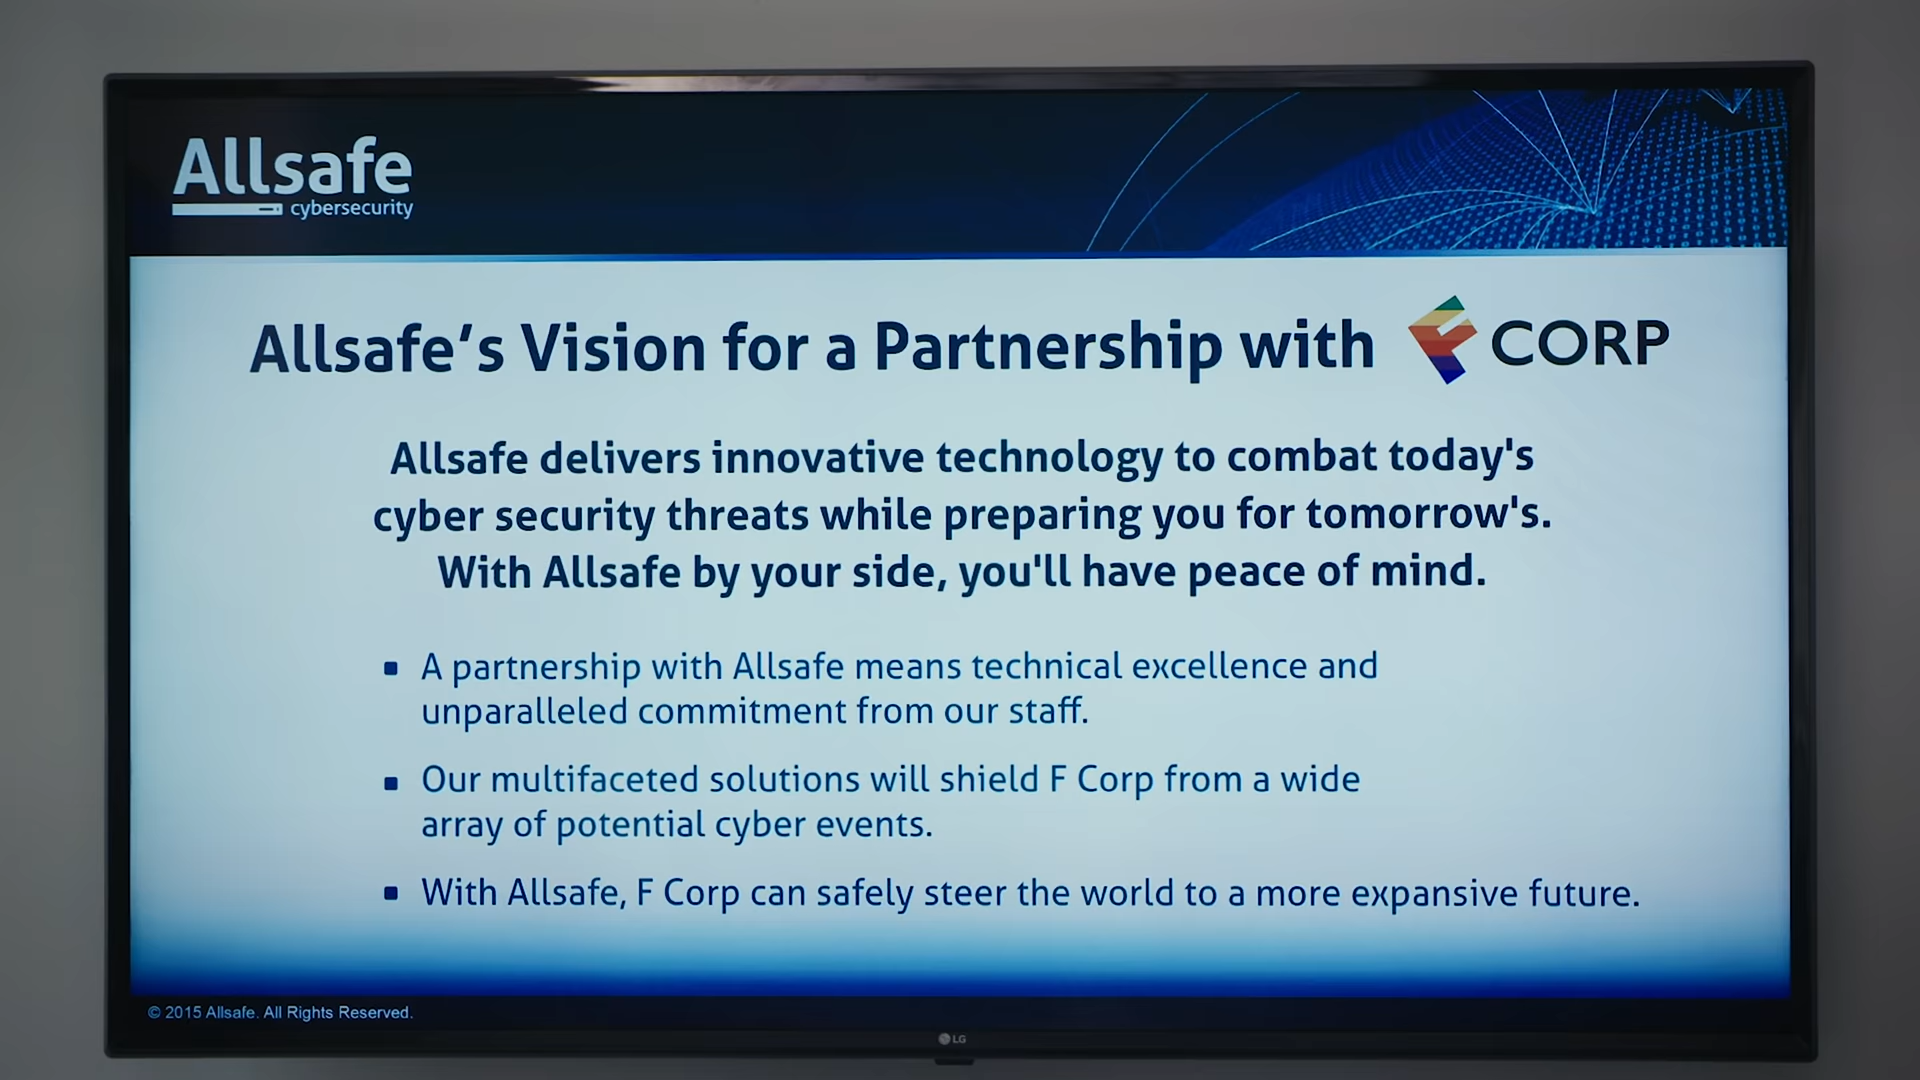 Allsafe
cybersecurity
Allsafe’s Vision for a Partnership with F CORP
Allsafe delivers innovative technology to combat today's
cyber security threats while preparing you for tomorrow's.
With Allsafe by your side, you'll have peace of mind.
▪ A partnership with Allsafe means technical excellence and
unparalleled commitment from our staff.
▪ Our multifaceted solutions will shield F Corp from a wide
array of potential cyber events.
▪ With Allsafe, F Corp can safely steer the world to a more expansive future.
© 2015 Allsafe. All Rights Reserved.
LG